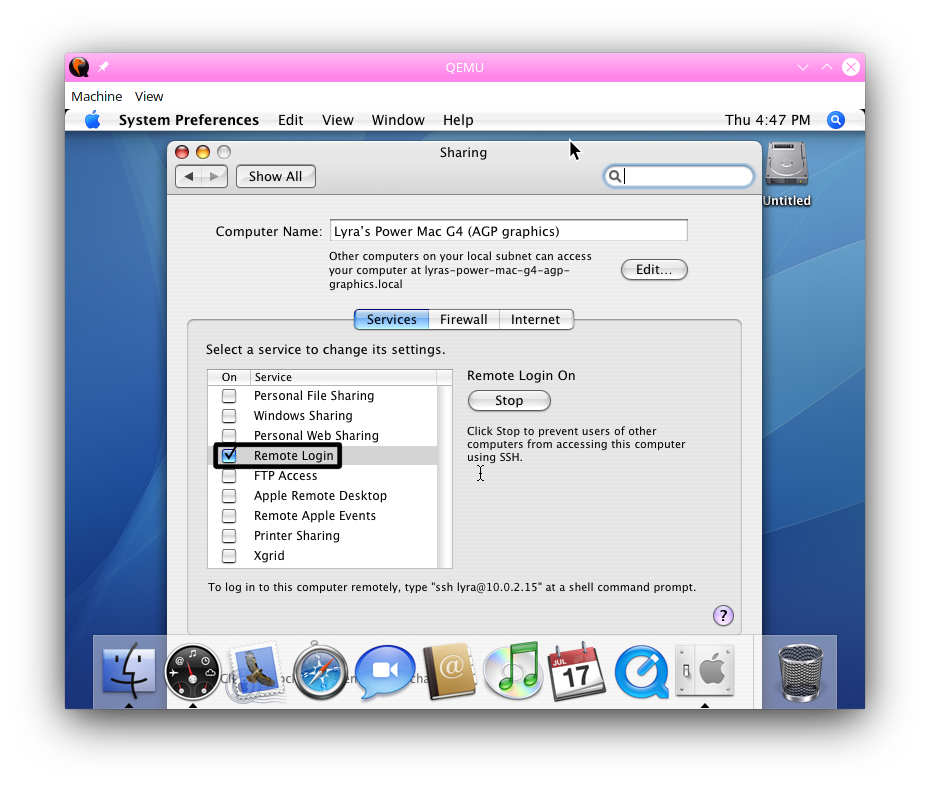 QEMU
Machine View
System Preferences Edit View Window Help Thu 4:47 PM
Sharing
Show All
Untitled
Computer Name: Lyra's Power Mac G4 (AGP graphics)
Other computers on your local subnet can access
your computer at lyras-power-mac-g4-agp-
graphics.local
Edit...
Services Firewall Internet
Select a service to change its settings.
On Service
Remote Login On
Personal File Sharing
Stop
Windows Sharing
Personal Web Sharing
Remote Login
FTP Access
Apple Remote Desktop
Remote Apple Events
Printer Sharing
Xgrid
Click Stop to prevent users of other
computers from accessing this computer
using SSH.
To log in to this computer remotely, type "ssh lyra@10.0.2.15" at a shell command prompt.
?
JUL
17
@